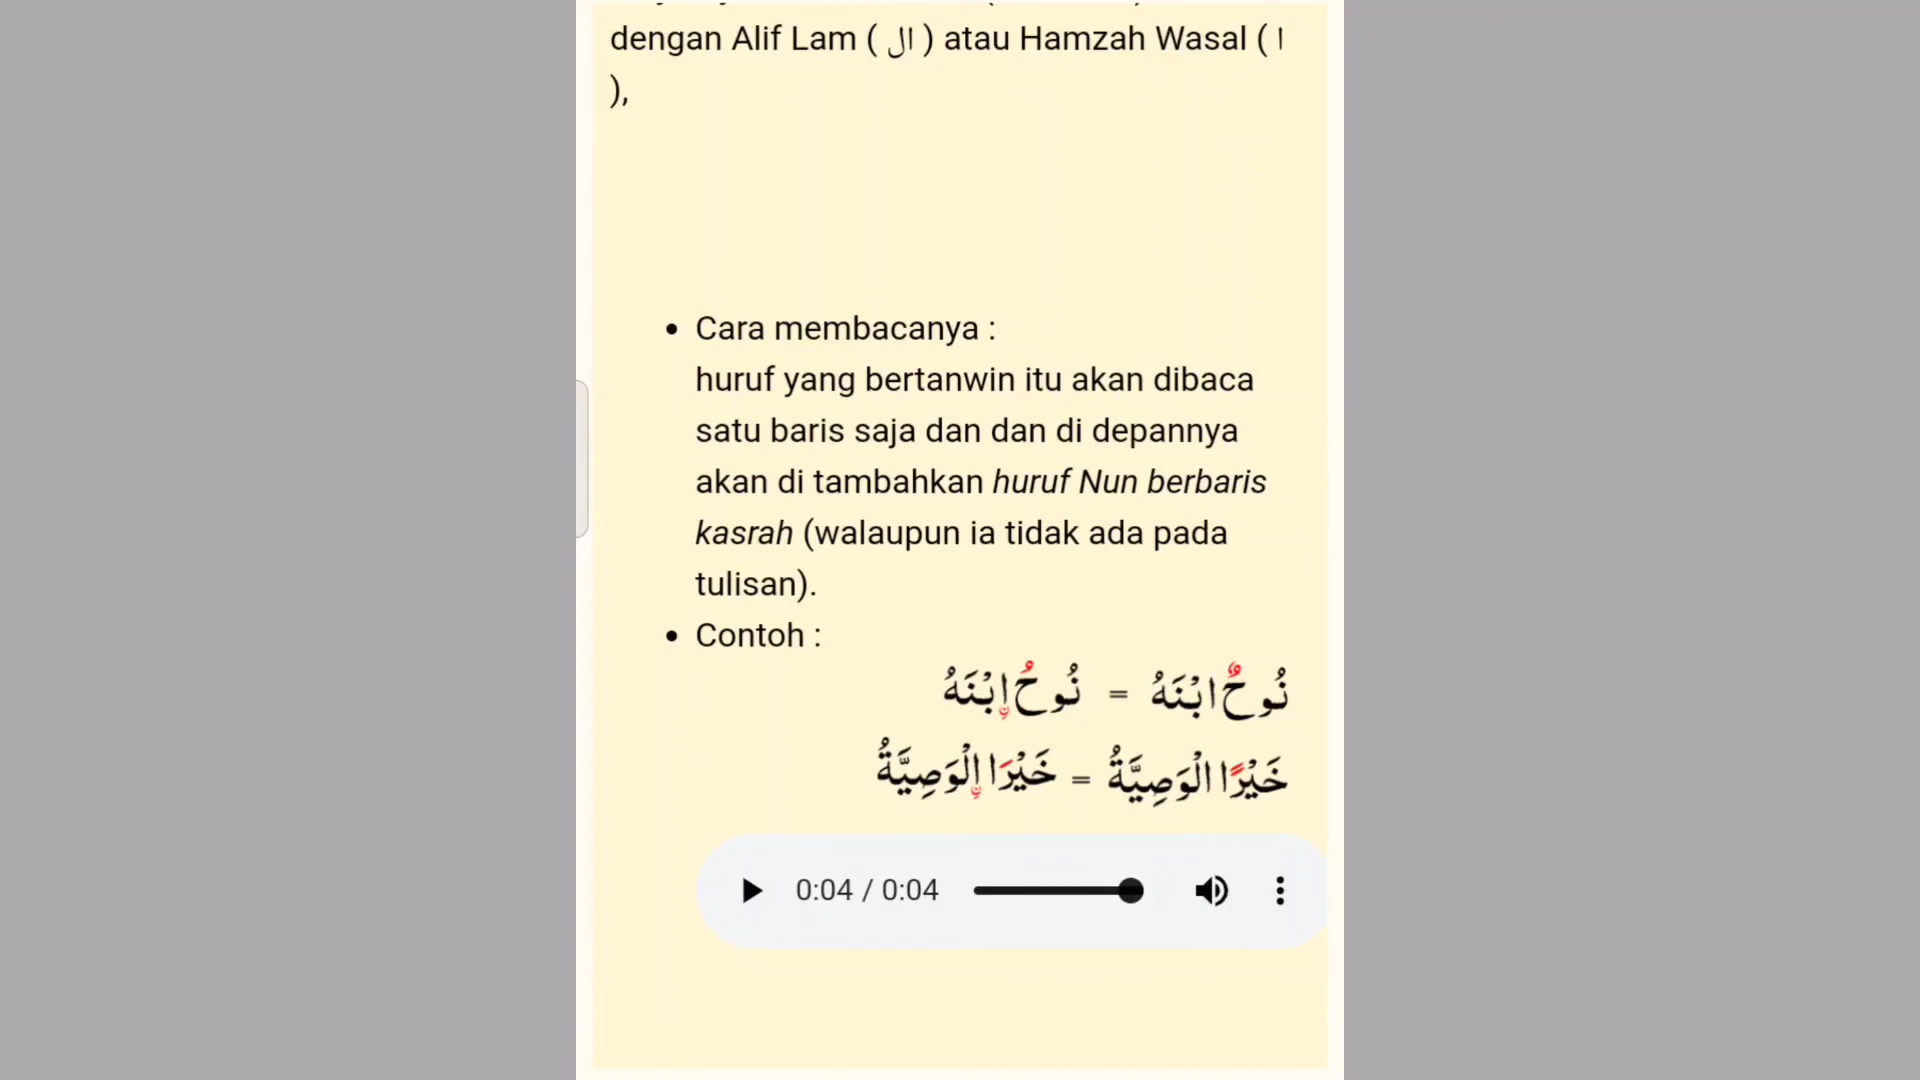 dengan Alif Lam ( ال ) atau Hamzah Wasal ( ا
),
• Cara membacanya :
huruf yang bertanwin itu akan dibaca
satu baris saja dan dan di depannya
akan di tambahkan huruf Nun berbaris
kasrah (walaupun ia tidak ada pada
tulisan).
• Contoh :
نُوحٌ ابْنَهُ = نُوحُ اِبْنَهُ
خَيْرًا الْوَصِيَّةُ = خَيْرَا اِلْوَصِيَّةُ
0:04 / 0:04